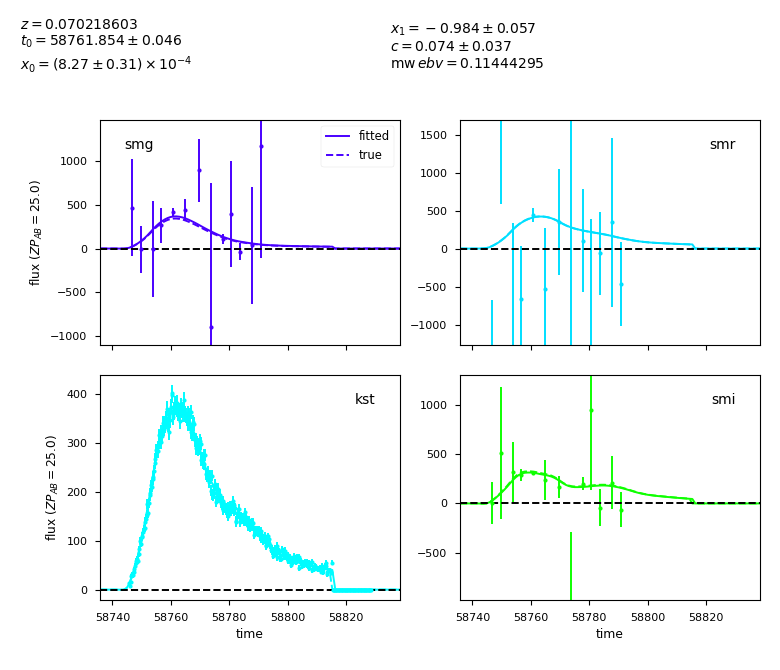 z = 0.070218603
t₀ = 58761.854 ± 0.046
x₀ = (8.27 ± 0.31) × 10⁻⁴
x₁ = −0.984 ± 0.057
c = 0.074 ± 0.037
mw ebv = 0.11444295
smg
fitted
true
1000
500
0
−500
−1000
flux (ZP_AB = 25.0)
smr
1500
1000
500
0
−500
−1000
kst
400
300
200
100
0
flux (ZP_AB = 25.0)
58740 58760 58780 58800 58820
time
smi
1000
500
0
−500
58740 58760 58780 58800 58820
time